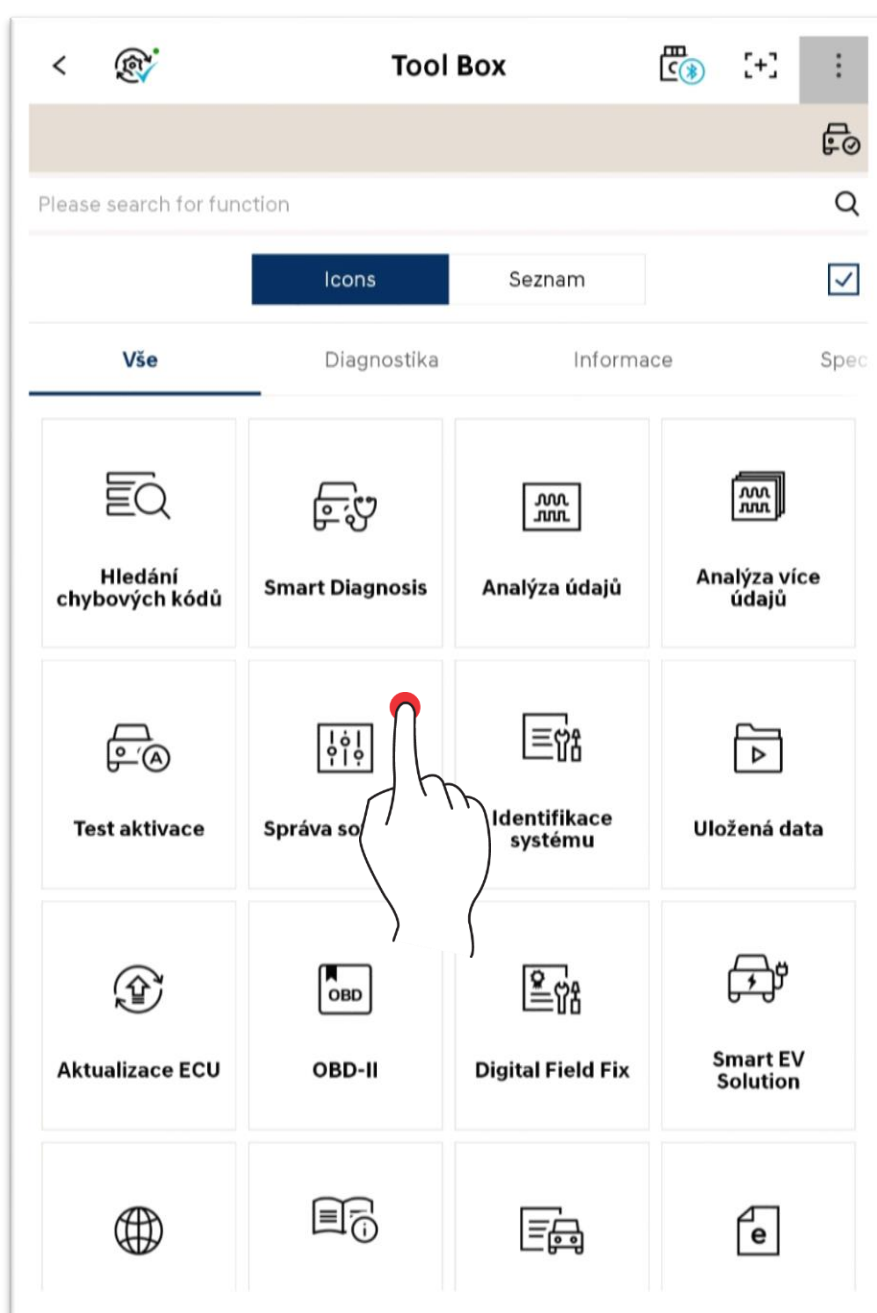 Tool Box
Please search for function
Icons Seznam
Vše Diagnostika Informace Spec
Hledání
chybových kódů
Smart Diagnosis
Analýza údajů
Analýza více
údajů
Test aktivace
Správa
Identifikace
systému
Uložená data
Aktualizace ECU
OBD
OBD-II
Digital Field Fix
Smart EV
Solution
e